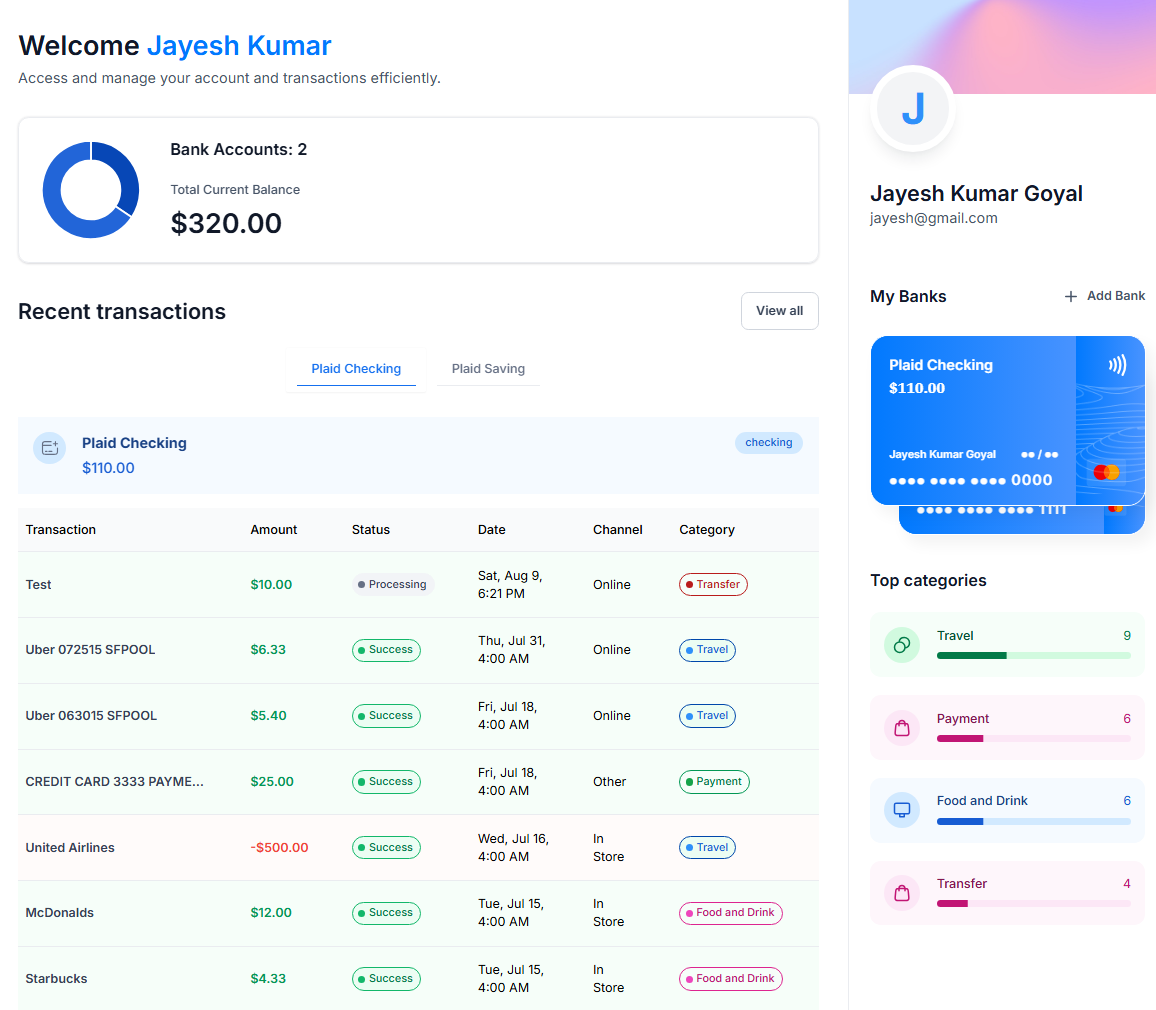 Welcome Jayesh Kumar
Access and manage your account and transactions efficiently.
Bank Accounts: 2
Total Current Balance
$320.00
Recent transactions
View all
Plaid Checking
Plaid Saving
Plaid Checking
$110.00
checking
Transaction Amount Status Date Channel Category
Test $10.00 Processing Sat, Aug 9, 6:21 PM Online Transfer
Uber 072515 SFPOOL $6.33 Success Thu, Jul 31, 4:00 AM Online Travel
Uber 063015 SFPOOL $5.40 Success Fri, Jul 18, 4:00 AM Online Travel
CREDIT CARD 3333 PAYME... $25.00 Success Fri, Jul 18, 4:00 AM Other Payment
United Airlines -$500.00 Success Wed, Jul 16, 4:00 AM In Store Travel
McDonalds $12.00 Success Tue, Jul 15, 4:00 AM In Store Food and Drink
Starbucks $4.33 Success Tue, Jul 15, 4:00 AM In Store Food and Drink
J
Jayesh Kumar Goyal
jayesh@gmail.com
My Banks
+ Add Bank
Plaid Checking
$110.00
Jayesh Kumar Goyal ●● / ●●
●●●● ●●●● ●●●● 0000
●●●● ●●●● ●●●● 1111
Top categories
Travel 9
Payment 6
Food and Drink 6
Transfer 4